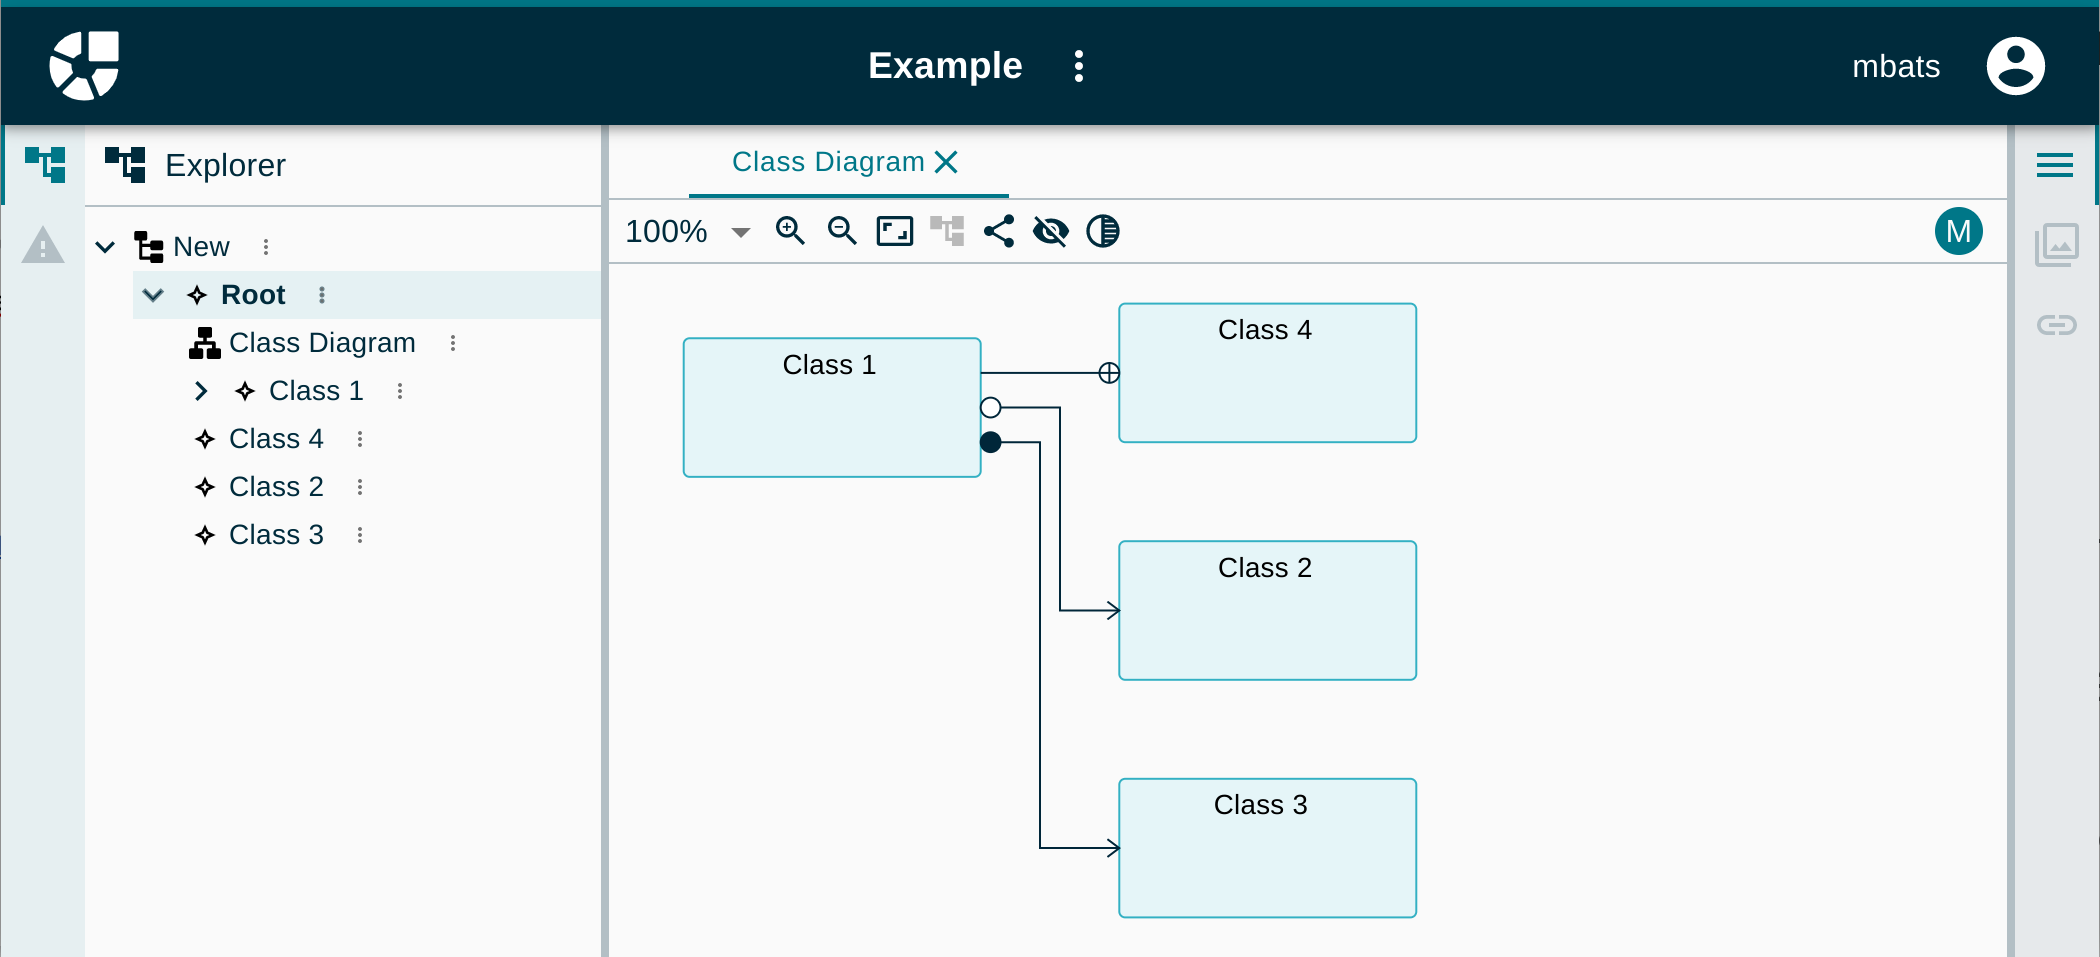 Example
mbats
Explorer
New
Root
Class Diagram
Class 1
Class 4
Class 2
Class 3
Class Diagram
100%
M
Class 1
Class 4
Class 2
Class 3